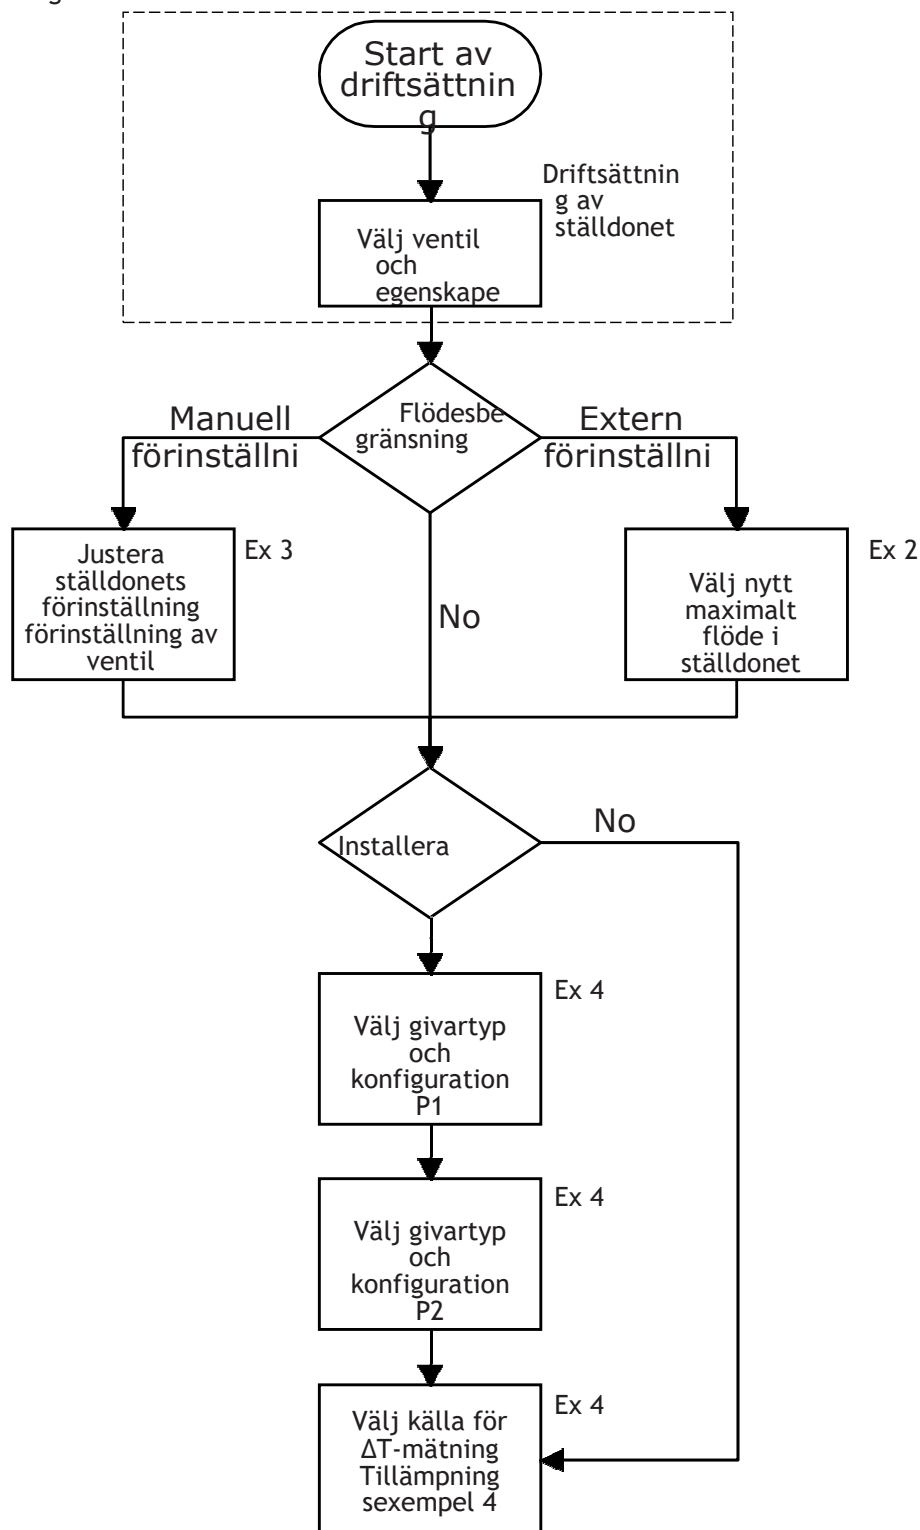 Start av
driftsättnin
g
Driftsättnin
g av
ställdonet
Välj ventil
och
egenskape
Flödesbe
gränsning
Manuell
förinställni
Extern
förinställni
Justera
ställdonets
förinställning
förinställning av
ventil
Ex 3
No
Välj nytt
maximalt
flöde i
ställdonet
Ex 2
Installera
No
Välj givartyp
och
konfiguration
P1
Ex 4
Välj givartyp
och
konfiguration
P2
Ex 4
Välj källa för
ΔT-mätning
Tillämpning
sexempel 4
Ex 4